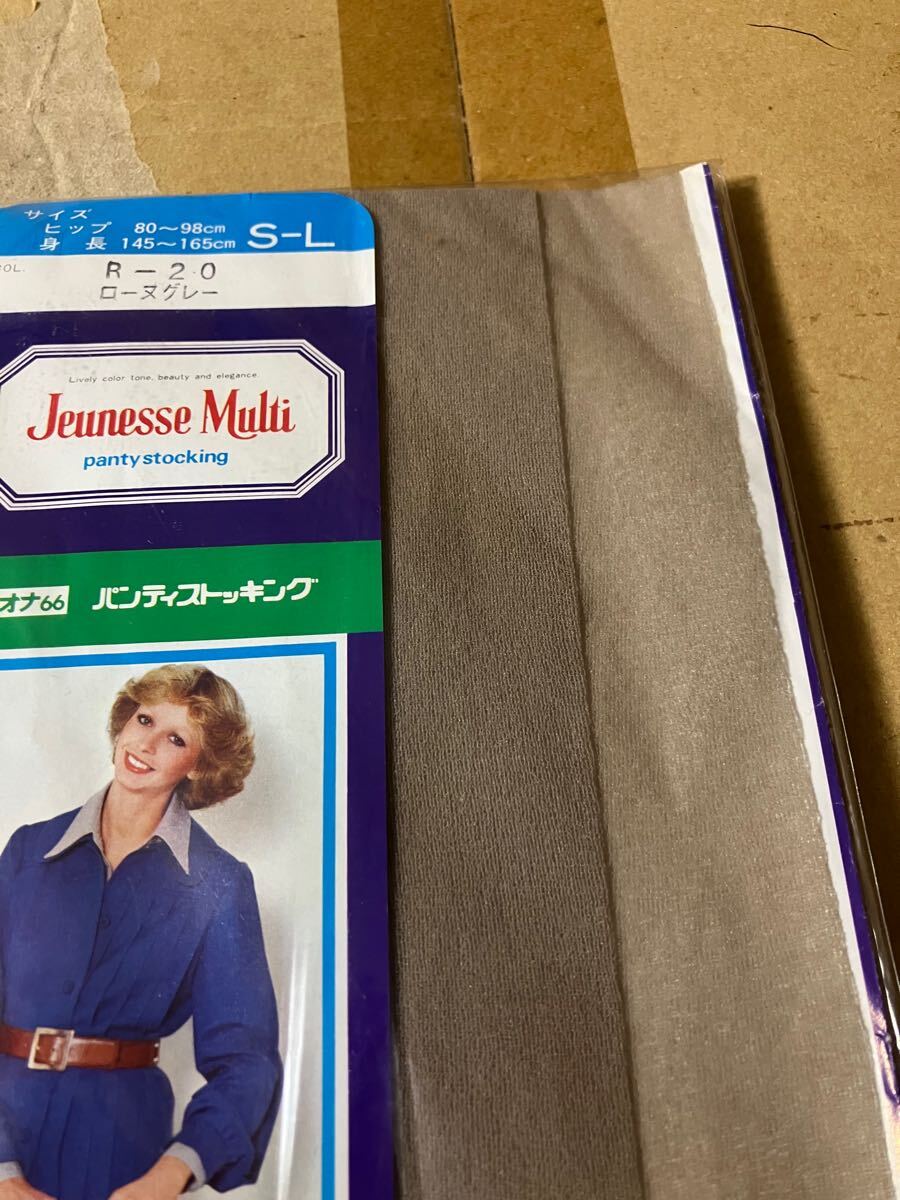 サイズ
ヒップ 80〜98cm
身長 145〜165cm S-L
COL. R-20
ローヌグレー
Lively color tone, beauty and elegance.
Jeunesse Multi
pantystocking
オナ66 パンティストッキング